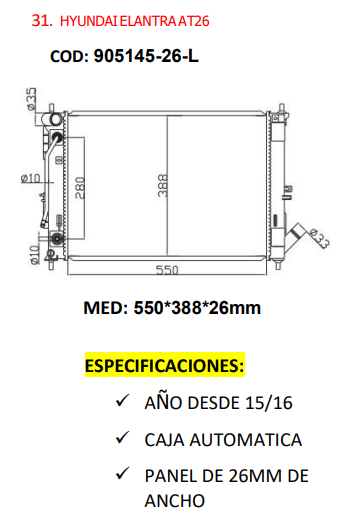 31. HYUNDAI ELANTRA AT26
COD: 905145-26-L
ø35
ø10
280
388
ø10
ø33
550
MED: 550*388*26mm
ESPECIFICACIONES:
✓ AÑO DESDE 15/16
✓ CAJA AUTOMATICA
✓ PANEL DE 26MM DE
ANCHO